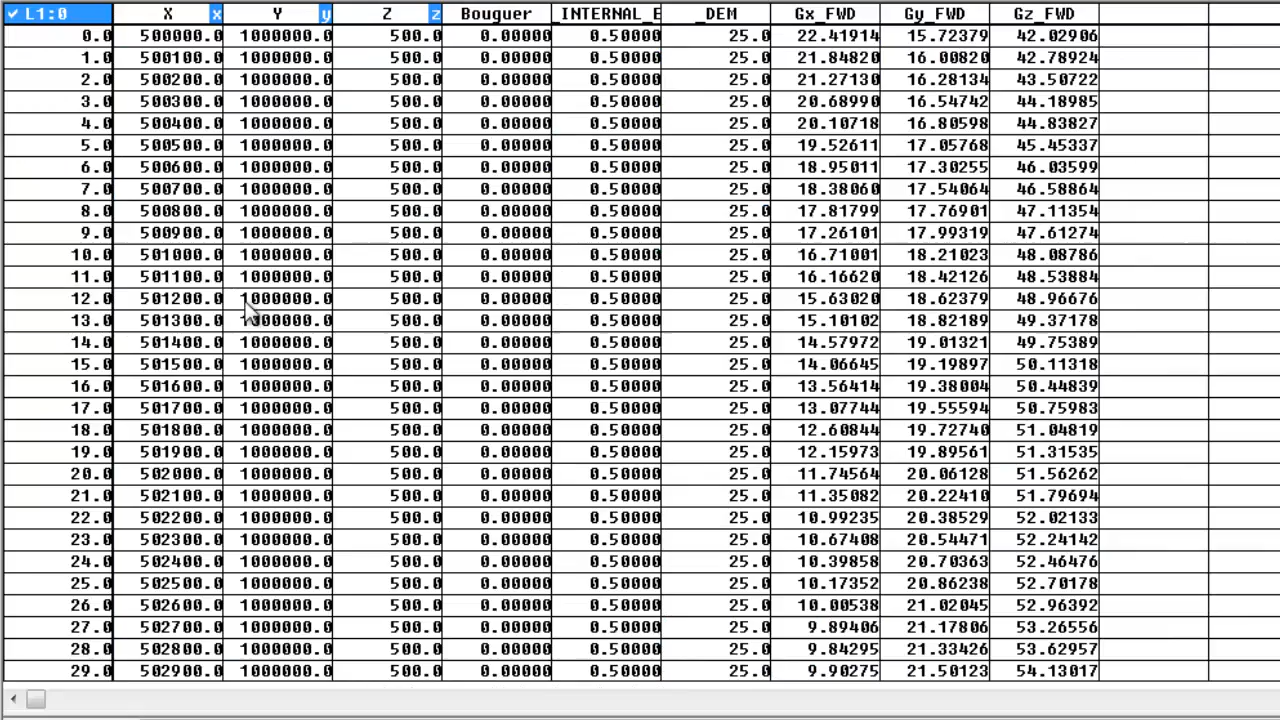 ✓ L1:0 X x Y y Z z Bouguer _INTERNAL_E _DEM Gx_FWD Gy_FWD Gz_FWD
0.0 500000.0 1000000.0 500.0 0.00000 0.50000 25.0 22.41914 15.72379 42.02906
1.0 500100.0 1000000.0 500.0 0.00000 0.50000 25.0 21.84820 16.00820 42.78924
2.0 500200.0 1000000.0 500.0 0.00000 0.50000 25.0 21.27130 16.28134 43.50722
3.0 500300.0 1000000.0 500.0 0.00000 0.50000 25.0 20.68990 16.54742 44.18985
4.0 500400.0 1000000.0 500.0 0.00000 0.50000 25.0 20.10718 16.80598 44.83827
5.0 500500.0 1000000.0 500.0 0.00000 0.50000 25.0 19.52611 17.05768 45.45337
6.0 500600.0 1000000.0 500.0 0.00000 0.50000 25.0 18.95011 17.30255 46.03599
7.0 500700.0 1000000.0 500.0 0.00000 0.50000 25.0 18.38060 17.54064 46.58864
8.0 500800.0 1000000.0 500.0 0.00000 0.50000 25.0 17.81799 17.76901 47.11354
9.0 500900.0 1000000.0 500.0 0.00000 0.50000 25.0 17.26101 17.99319 47.61274
10.0 501000.0 1000000.0 500.0 0.00000 0.50000 25.0 16.71001 18.21023 48.08786
11.0 501100.0 1000000.0 500.0 0.00000 0.50000 25.0 16.16620 18.42126 48.53884
12.0 501200.0 1000000.0 500.0 0.00000 0.50000 25.0 15.63020 18.62379 48.96676
13.0 501300.0 1000000.0 500.0 0.00000 0.50000 25.0 15.10102 18.82189 49.37178
14.0 501400.0 1000000.0 500.0 0.00000 0.50000 25.0 14.57972 19.01321 49.75389
15.0 501500.0 1000000.0 500.0 0.00000 0.50000 25.0 14.06645 19.19897 50.11318
16.0 501600.0 1000000.0 500.0 0.00000 0.50000 25.0 13.56414 19.38004 50.44839
17.0 501700.0 1000000.0 500.0 0.00000 0.50000 25.0 13.07744 19.55594 50.75983
18.0 501800.0 1000000.0 500.0 0.00000 0.50000 25.0 12.60844 19.72740 51.04819
19.0 501900.0 1000000.0 500.0 0.00000 0.50000 25.0 12.15973 19.89561 51.31535
20.0 502000.0 1000000.0 500.0 0.00000 0.50000 25.0 11.74564 20.06128 51.56262
21.0 502100.0 1000000.0 500.0 0.00000 0.50000 25.0 11.35082 20.22410 51.79694
22.0 502200.0 1000000.0 500.0 0.00000 0.50000 25.0 10.99235 20.38529 52.02133
23.0 502300.0 1000000.0 500.0 0.00000 0.50000 25.0 10.67408 20.54471 52.24142
24.0 502400.0 1000000.0 500.0 0.00000 0.50000 25.0 10.39858 20.70363 52.46476
25.0 502500.0 1000000.0 500.0 0.00000 0.50000 25.0 10.17352 20.86238 52.70178
26.0 502600.0 1000000.0 500.0 0.00000 0.50000 25.0 10.00538 21.02045 52.96392
27.0 502700.0 1000000.0 500.0 0.00000 0.50000 25.0 9.89406 21.17806 53.26556
28.0 502800.0 1000000.0 500.0 0.00000 0.50000 25.0 9.84295 21.33426 53.62957
29.0 502900.0 1000000.0 500.0 0.00000 0.50000 25.0 9.90275 21.50123 54.13017